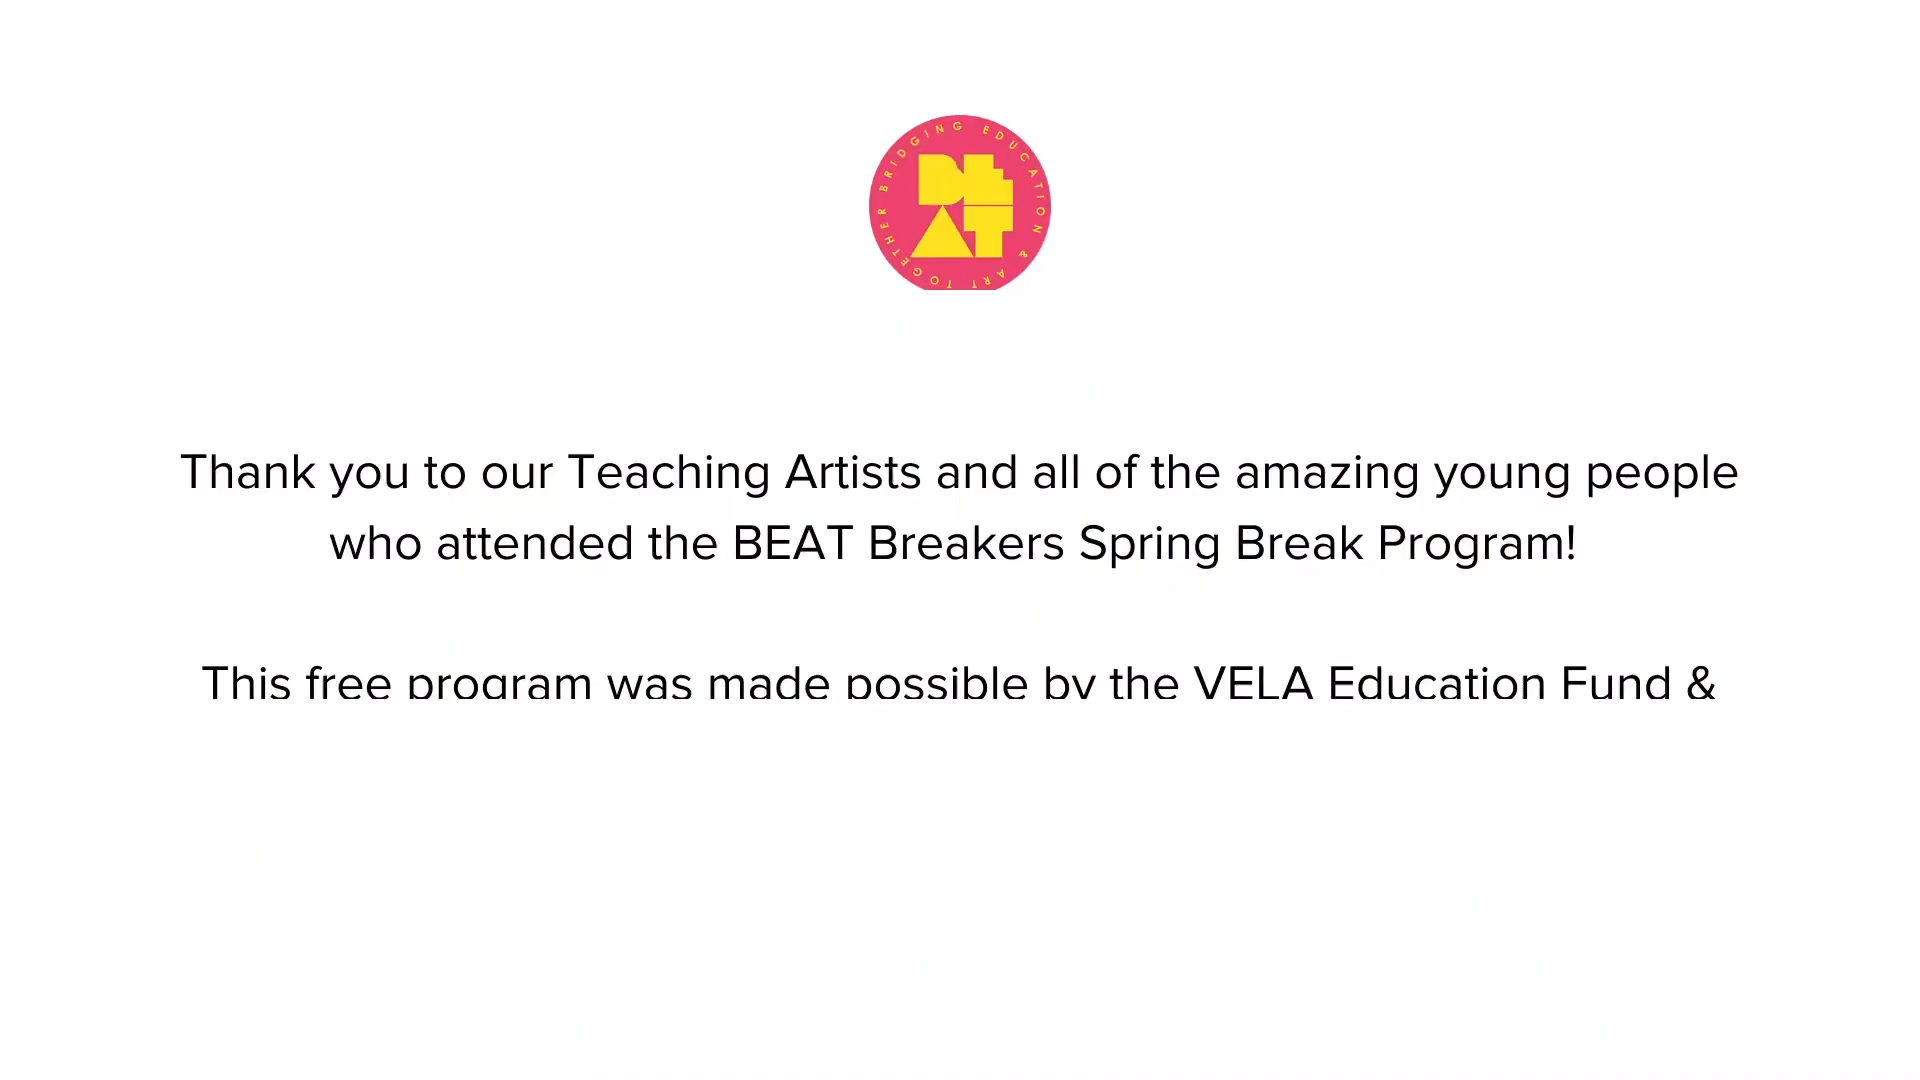 BRIDGING EDUCATION & ART TOGETHER
BEAT
Thank you to our Teaching Artists and all of the amazing young people
who attended the BEAT Breakers Spring Break Program!
This free program was made possible by the VELA Education Fund &